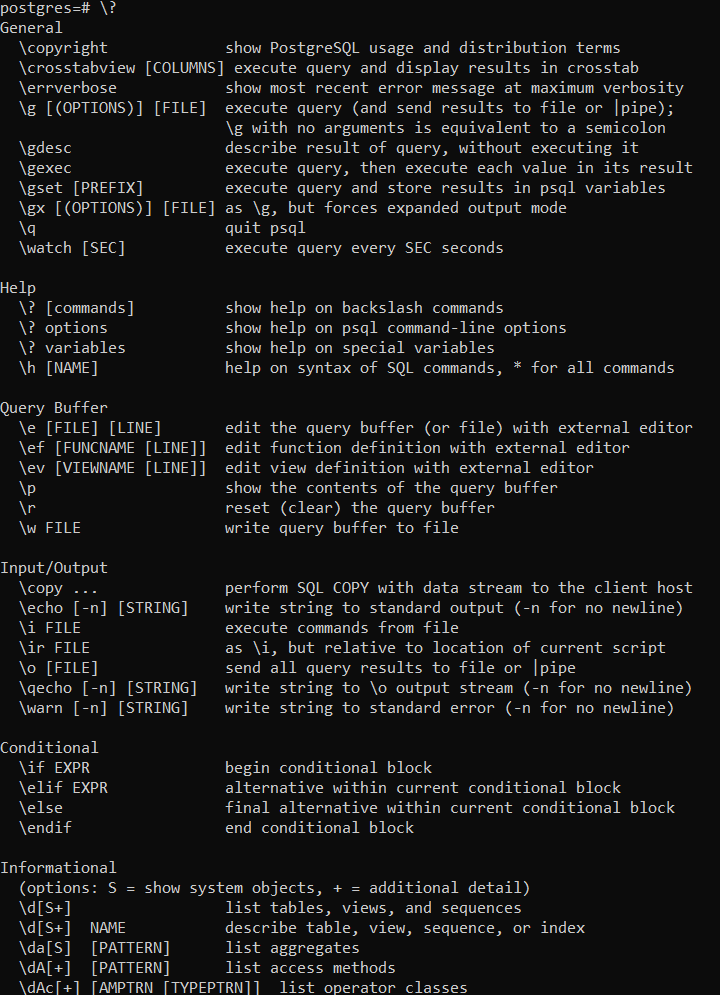 postgres=# \?
General
  \copyright             show PostgreSQL usage and distribution terms
  \crosstabview [COLUMNS] execute query and display results in crosstab
  \errverbose            show most recent error message at maximum verbosity
  \g [(OPTIONS)] [FILE]  execute query (and send results to file or |pipe);
                         \g with no arguments is equivalent to a semicolon
  \gdesc                 describe result of query, without executing it
  \gexec                 execute query, then execute each value in its result
  \gset [PREFIX]         execute query and store results in psql variables
  \gx [(OPTIONS)] [FILE] as \g, but forces expanded output mode
  \q                     quit psql
  \watch [SEC]           execute query every SEC seconds

Help
  \? [commands]          show help on backslash commands
  \? options             show help on psql command-line options
  \? variables           show help on special variables
  \h [NAME]              help on syntax of SQL commands, * for all commands

Query Buffer
  \e [FILE] [LINE]       edit the query buffer (or file) with external editor
  \ef [FUNCNAME [LINE]]  edit function definition with external editor
  \ev [VIEWNAME [LINE]]  edit view definition with external editor
  \p                     show the contents of the query buffer
  \r                     reset (clear) the query buffer
  \w FILE                write query buffer to file

Input/Output
  \copy ...              perform SQL COPY with data stream to the client host
  \echo [-n] [STRING]    write string to standard output (-n for no newline)
  \i FILE                execute commands from file
  \ir FILE               as \i, but relative to location of current script
  \o [FILE]              send all query results to file or |pipe
  \qecho [-n] [STRING]   write string to \o output stream (-n for no newline)
  \warn [-n] [STRING]    write string to standard error (-n for no newline)

Conditional
  \if EXPR               begin conditional block
  \elif EXPR             alternative within current conditional block
  \else                  final alternative within current conditional block
  \endif                 end conditional block

Informational
  (options: S = show system objects, + = additional detail)
  \d[S+]                 list tables, views, and sequences
  \d[S+]  NAME           describe table, view, sequence, or index
  \da[S]  [PATTERN]      list aggregates
  \dA[+]  [PATTERN]      list access methods
  \dAc[+] [AMPTRN [TYPEPTRN]]  list operator classes